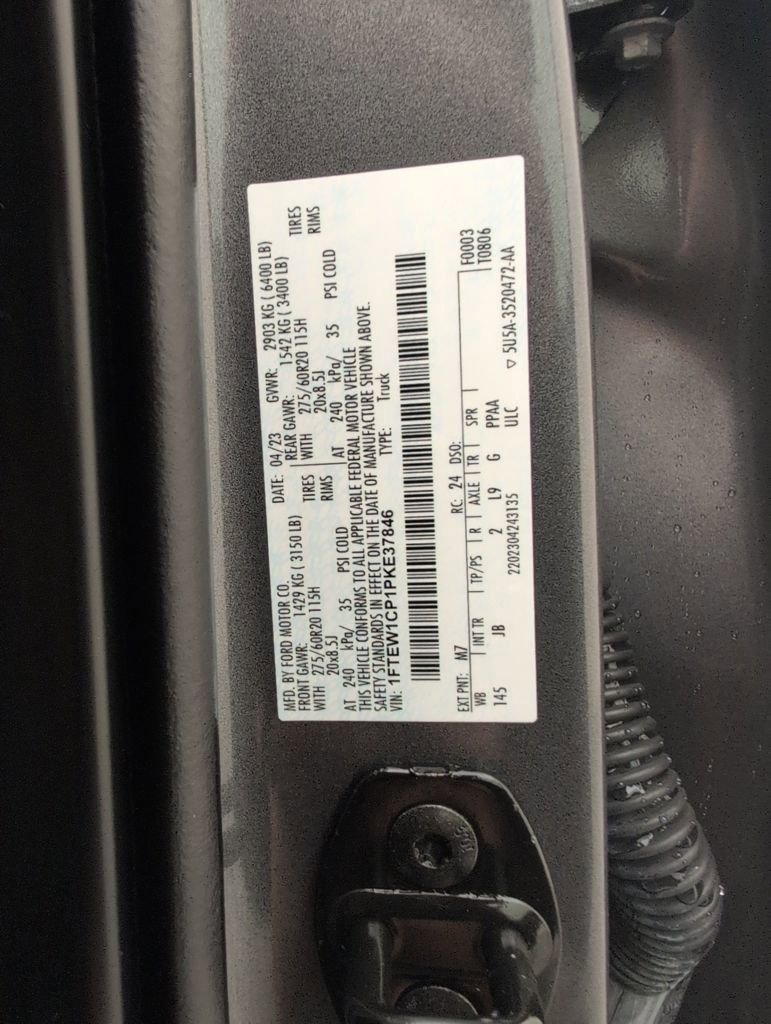 MFD. BY FORD MOTOR CO. DATE: 04/23 GVWR: 2903 KG ( 6400 LB)
FRONT GAWR: 1429 KG ( 3150 LB) REAR GAWR: 1542 KG ( 3400 LB)
WITH 275/60R20 115H TIRES WITH 275/60R20 115H TIRES
20x8.5J RIMS 20x8.5J RIMS
AT 240 kPa/ 35 PSI COLD AT 240 kPa/ 35 PSI COLD
THIS VEHICLE CONFORMS TO ALL APPLICABLE FEDERAL MOTOR VEHICLE
SAFETY STANDARDS IN EFFECT ON THE DATE OF MANUFACTURE SHOWN ABOVE.
VIN: 1FTEW1CP1PKE37846 TYPE: Truck
EXT PNT: M7 RC: 24 DSO: F0003
WB INT TR TP/PS R AXLE TR SPR T0806
145 JB 2 L9 G PPAA
2202304243135 ULC
▽ 5U5A-3520472-AA